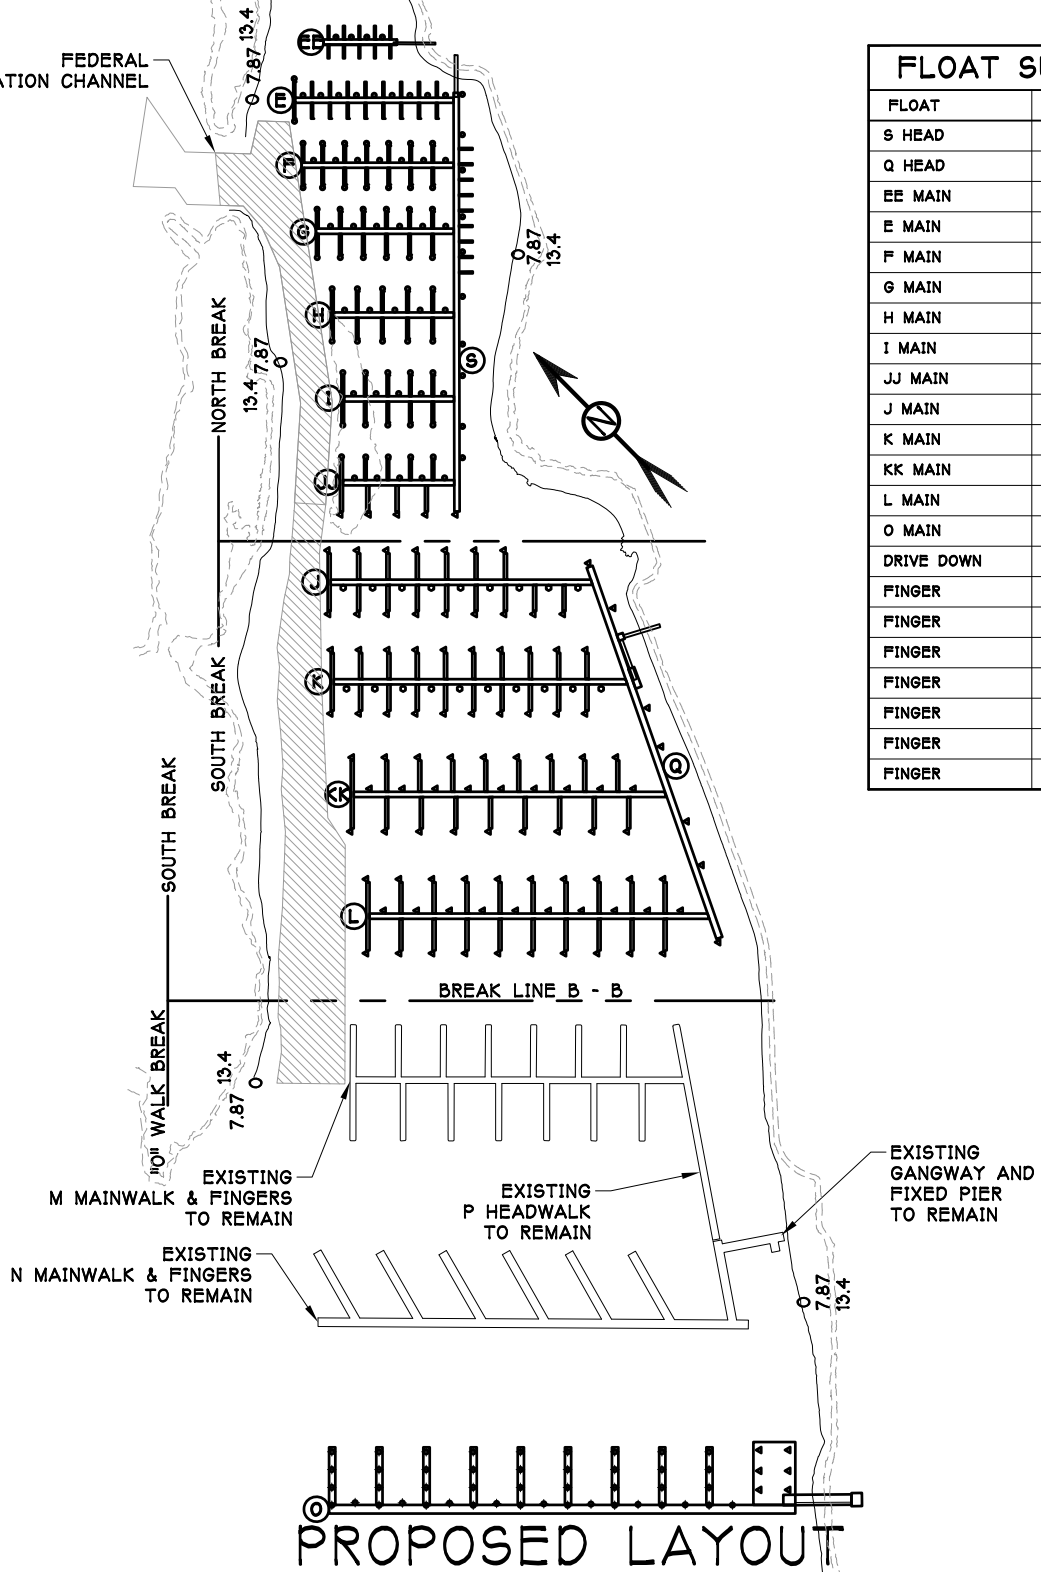 FEDERAL
ATION CHANNEL
13.4
7.87
EE
E
F
G
H
I
JJ
S
7.87
13.4
N
NORTH BREAK
13.4
7.87
SOUTH BREAK
J
K
KK
L
Q
SOUTH BREAK
"O" WALK BREAK
BREAK LINE B - B
13.4
7.87
EXISTING
M MAINWALK & FINGERS
TO REMAIN
EXISTING
P HEADWALK
TO REMAIN
EXISTING
GANGWAY AND
FIXED PIER
TO REMAIN
EXISTING
N MAINWALK & FINGERS
TO REMAIN
7.87
13.4
O
PROPOSED LAYOUT
FLOAT S
FLOAT
S HEAD
Q HEAD
EE MAIN
E MAIN
F MAIN
G MAIN
H MAIN
I MAIN
JJ MAIN
J MAIN
K MAIN
KK MAIN
L MAIN
O MAIN
DRIVE DOWN
FINGER
FINGER
FINGER
FINGER
FINGER
FINGER
FINGER